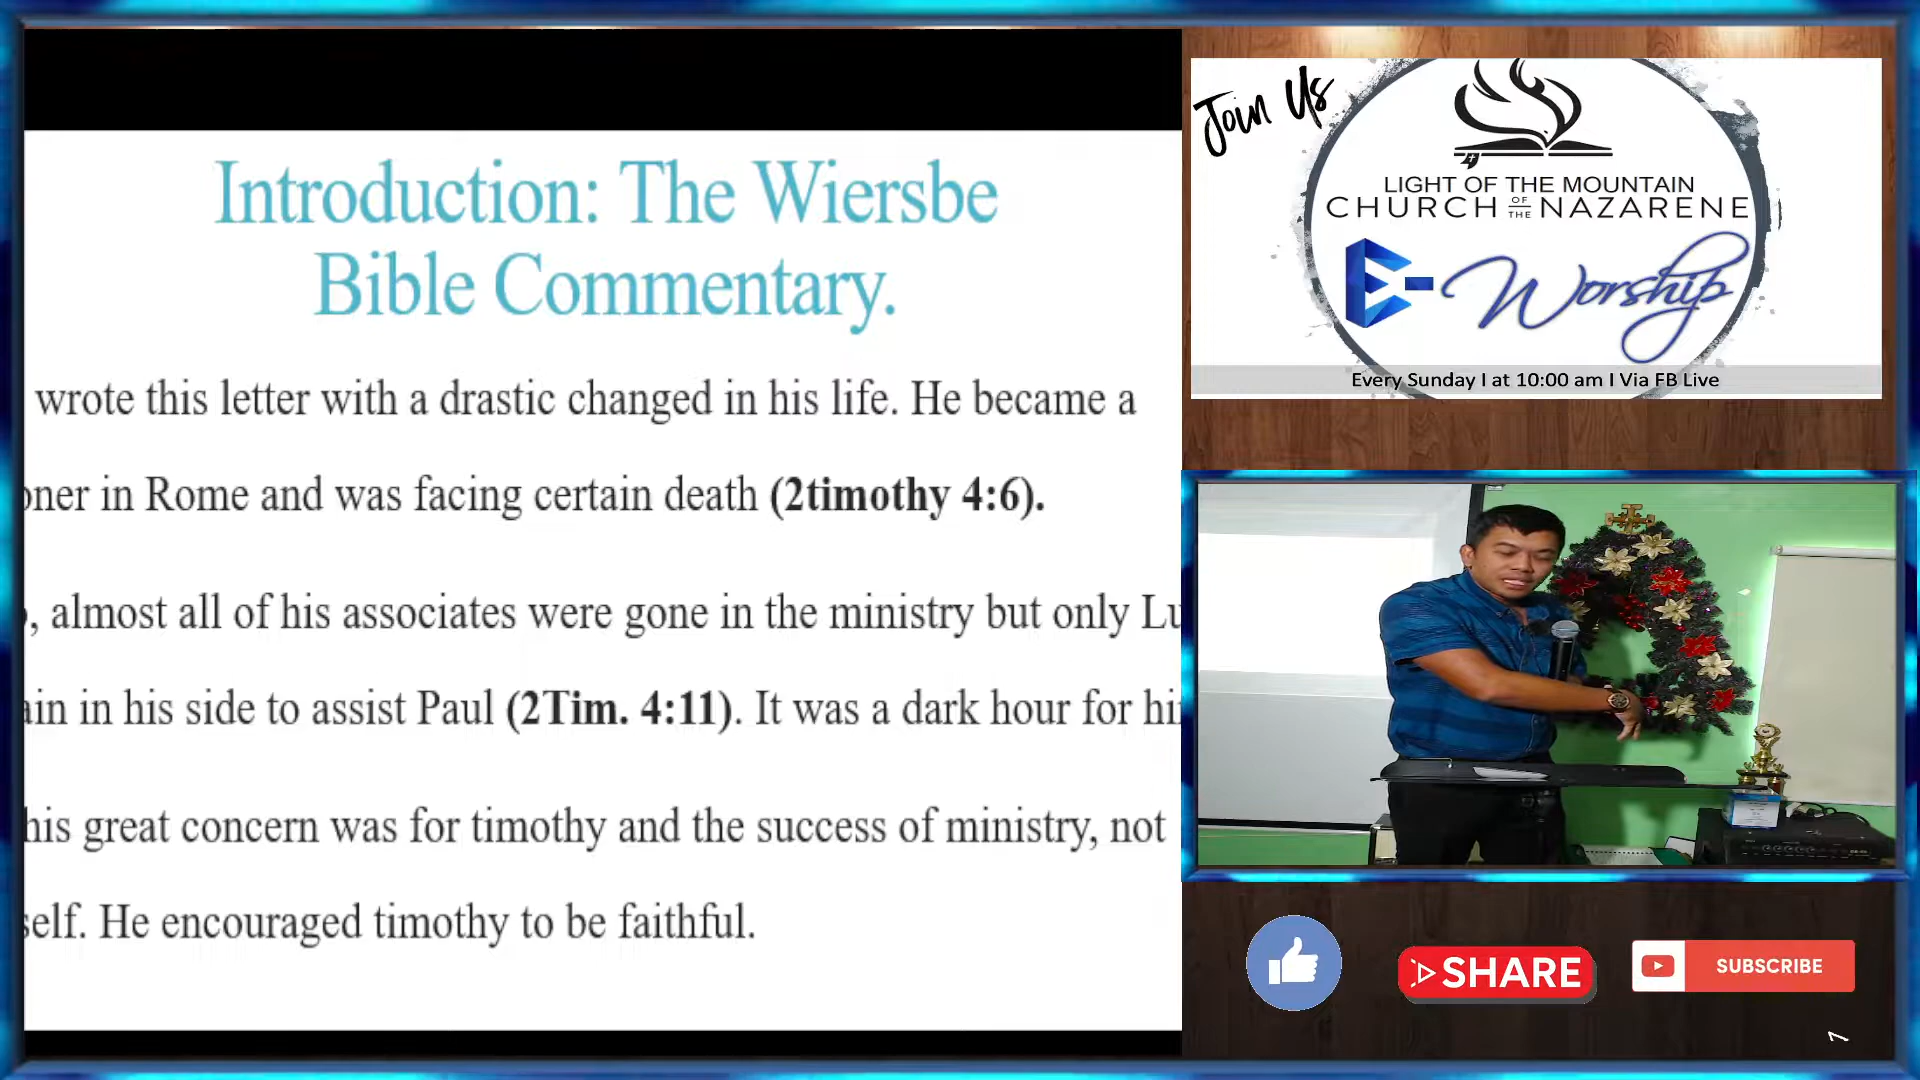 Introduction: The Wiersbe
Bible Commentary.
wrote this letter with a drastic changed in his life. He became a
oner in Rome and was facing certain death (2timothy 4:6).
, almost all of his associates were gone in the ministry but only Lu
ain in his side to assist Paul (2Tim. 4:11). It was a dark hour for hi
his great concern was for timothy and the success of ministry, not
self. He encouraged timothy to be faithful.
Join Us
LIGHT OF THE MOUNTAIN
CHURCH OF THE NAZARENE
E-Worship
Every Sunday I at 10:00 am I Via FB Live
SHARE
SUBSCRIBE